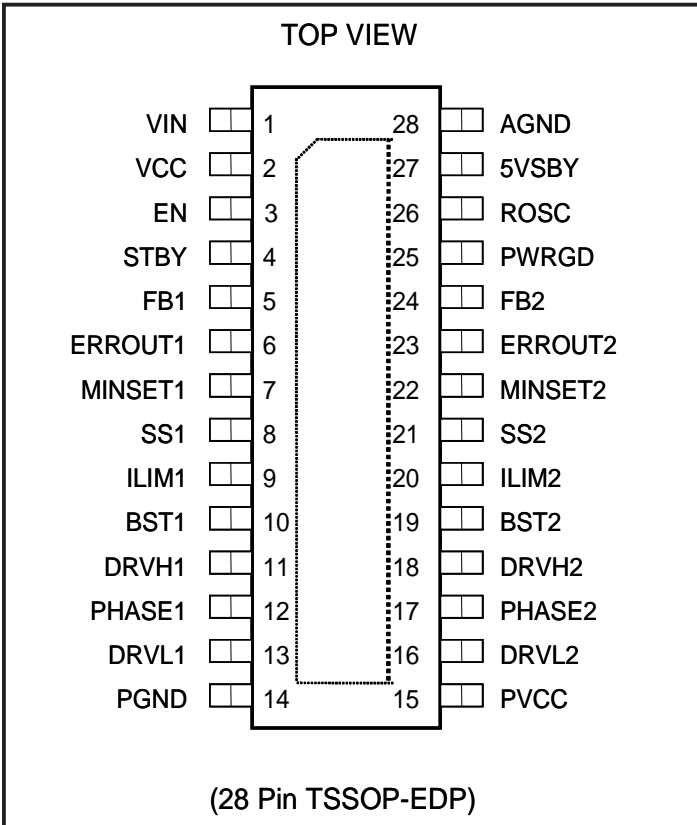 TOP VIEW
VIN 1 28 AGND
VCC 2 27 5VSBY
EN 3 26 ROSC
STBY 4 25 PWRGD
FB1 5 24 FB2
ERROUT1 6 23 ERROUT2
MINSET1 7 22 MINSET2
SS1 8 21 SS2
ILIM1 9 20 ILIM2
BST1 10 19 BST2
DRVH1 11 18 DRVH2
PHASE1 12 17 PHASE2
DRVL1 13 16 DRVL2
PGND 14 15 PVCC
(28 Pin TSSOP-EDP)